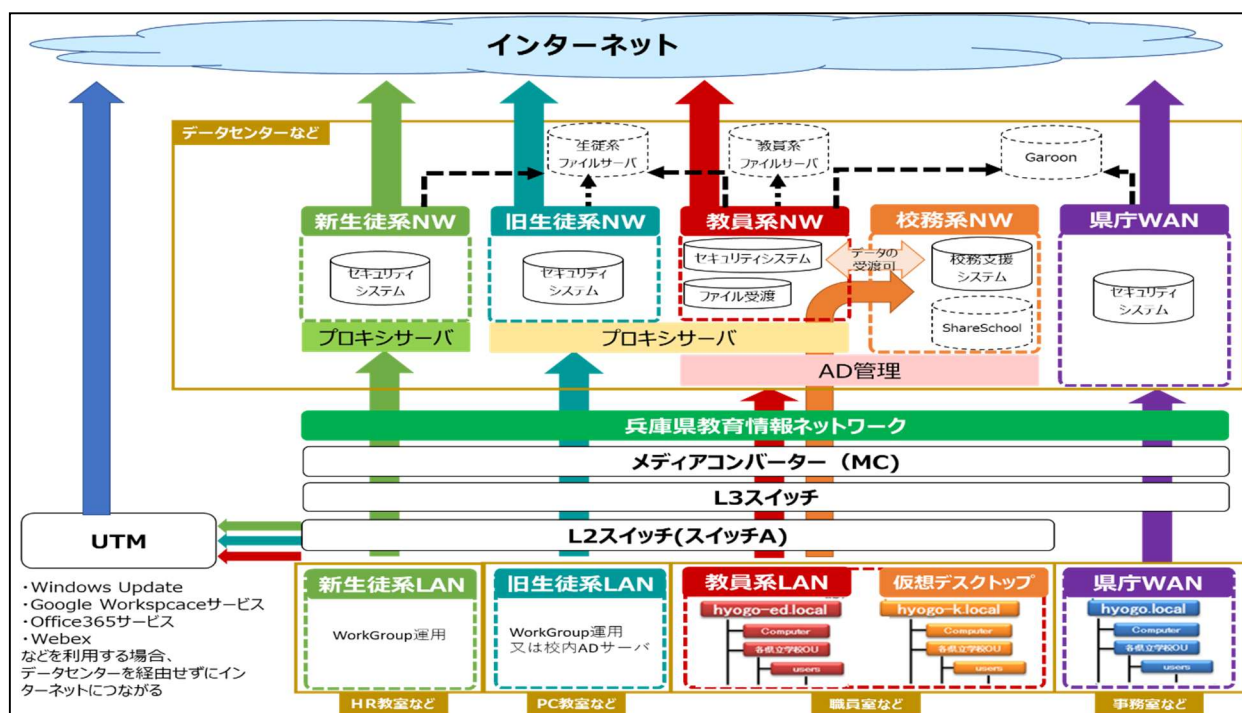 インターネット
データセンターなど
生徒系
ファイルサーバ
教員系
ファイルサーバ
Garoon
新生徒系NW
旧生徒系NW
教員系NW
校務系NW
県庁WAN
セキュリティ
システム
セキュリティ
システム
セキュリティシステム
ファイル受渡
データの
受渡可
校務支援
システム
ShareSchool
セキュリティ
システム
プロキシサーバ
プロキシサーバ
AD管理
兵庫県教育情報ネットワーク
メディアコンバーター（MC)
L3スイッチ
L2スイッチ(スイッチA)
UTM
・Windows Update
・Google Workspcaceサービス
・Office365サービス
・Webex
などを利用する場合、
データセンターを経由せずにイン
ターネットにつながる
新生徒系LAN
WorkGroup運用
HR教室など
旧生徒系LAN
WorkGroup運用
又は校内ADサーバ
PC教室など
教員系LAN
hyogo-ed.local
Computer
各県立学校OU
users
仮想デスクトップ
hyogo-k.local
Computer
各県立学校OU
users
職員室など
県庁WAN
hyogo.local
Computer
各県立学校OU
users
事務室など